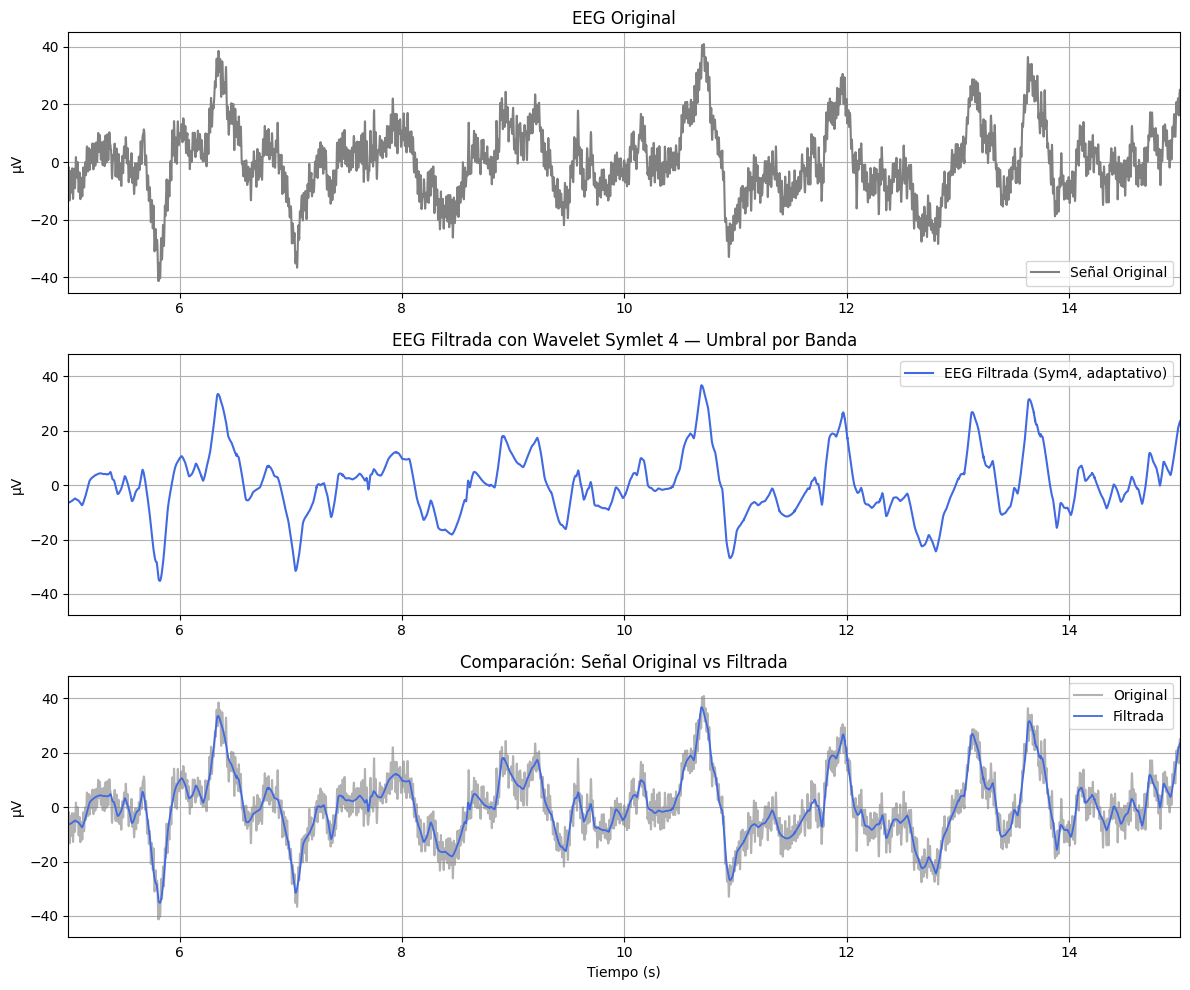 EEG Original
40
20
0
−20
−40
µV
Señal Original
6 8 10 12 14
EEG Filtrada con Wavelet Symlet 4 — Umbral por Banda
40
20
0
−20
−40
µV
EEG Filtrada (Sym4, adaptativo)
6 8 10 12 14
Comparación: Señal Original vs Filtrada
40
20
0
−20
−40
µV
Original
Filtrada
6 8 10 12 14
Tiempo (s)